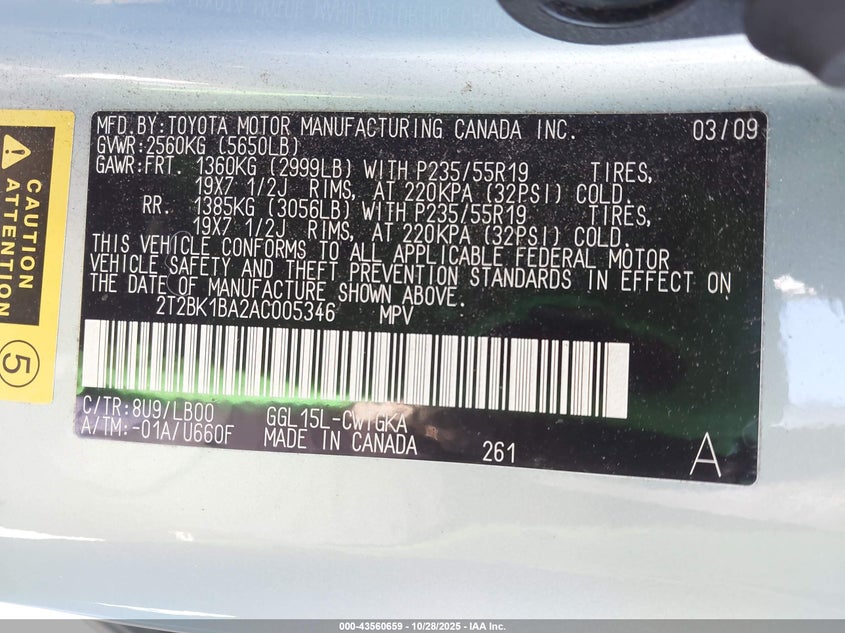 MFD.BY:TOYOTA MOTOR MANUFACTURING CANADA INC. 03/09
GVWR:2560KG (5650LB)
GAWR:FRT. 1360KG (2999LB) WITH P235/55R19 TIRES,
19X7 1/2J RIMS, AT 220KPA (32PSI) COLD.
RR. 1385KG (3056LB) WITH P235/55R19 TIRES,
19X7 1/2J RIMS, AT 220KPA (32PSI) COLD.
THIS VEHICLE CONFORMS TO ALL APPLICABLE FEDERAL MOTOR
VEHICLE SAFETY AND THEFT PREVENTION STANDARDS IN EFFECT ON
THE DATE OF MANUFACTURE SHOWN ABOVE.
2T2BK1BA2AC005346 MPV
C/TR:8U9/LB00 GGL15L-CWTGKA
A/TM:-01A/U660F MADE IN CANADA 261 A
CAUTION
5
000-43560659 | 10/28/2025 - IAA Inc.